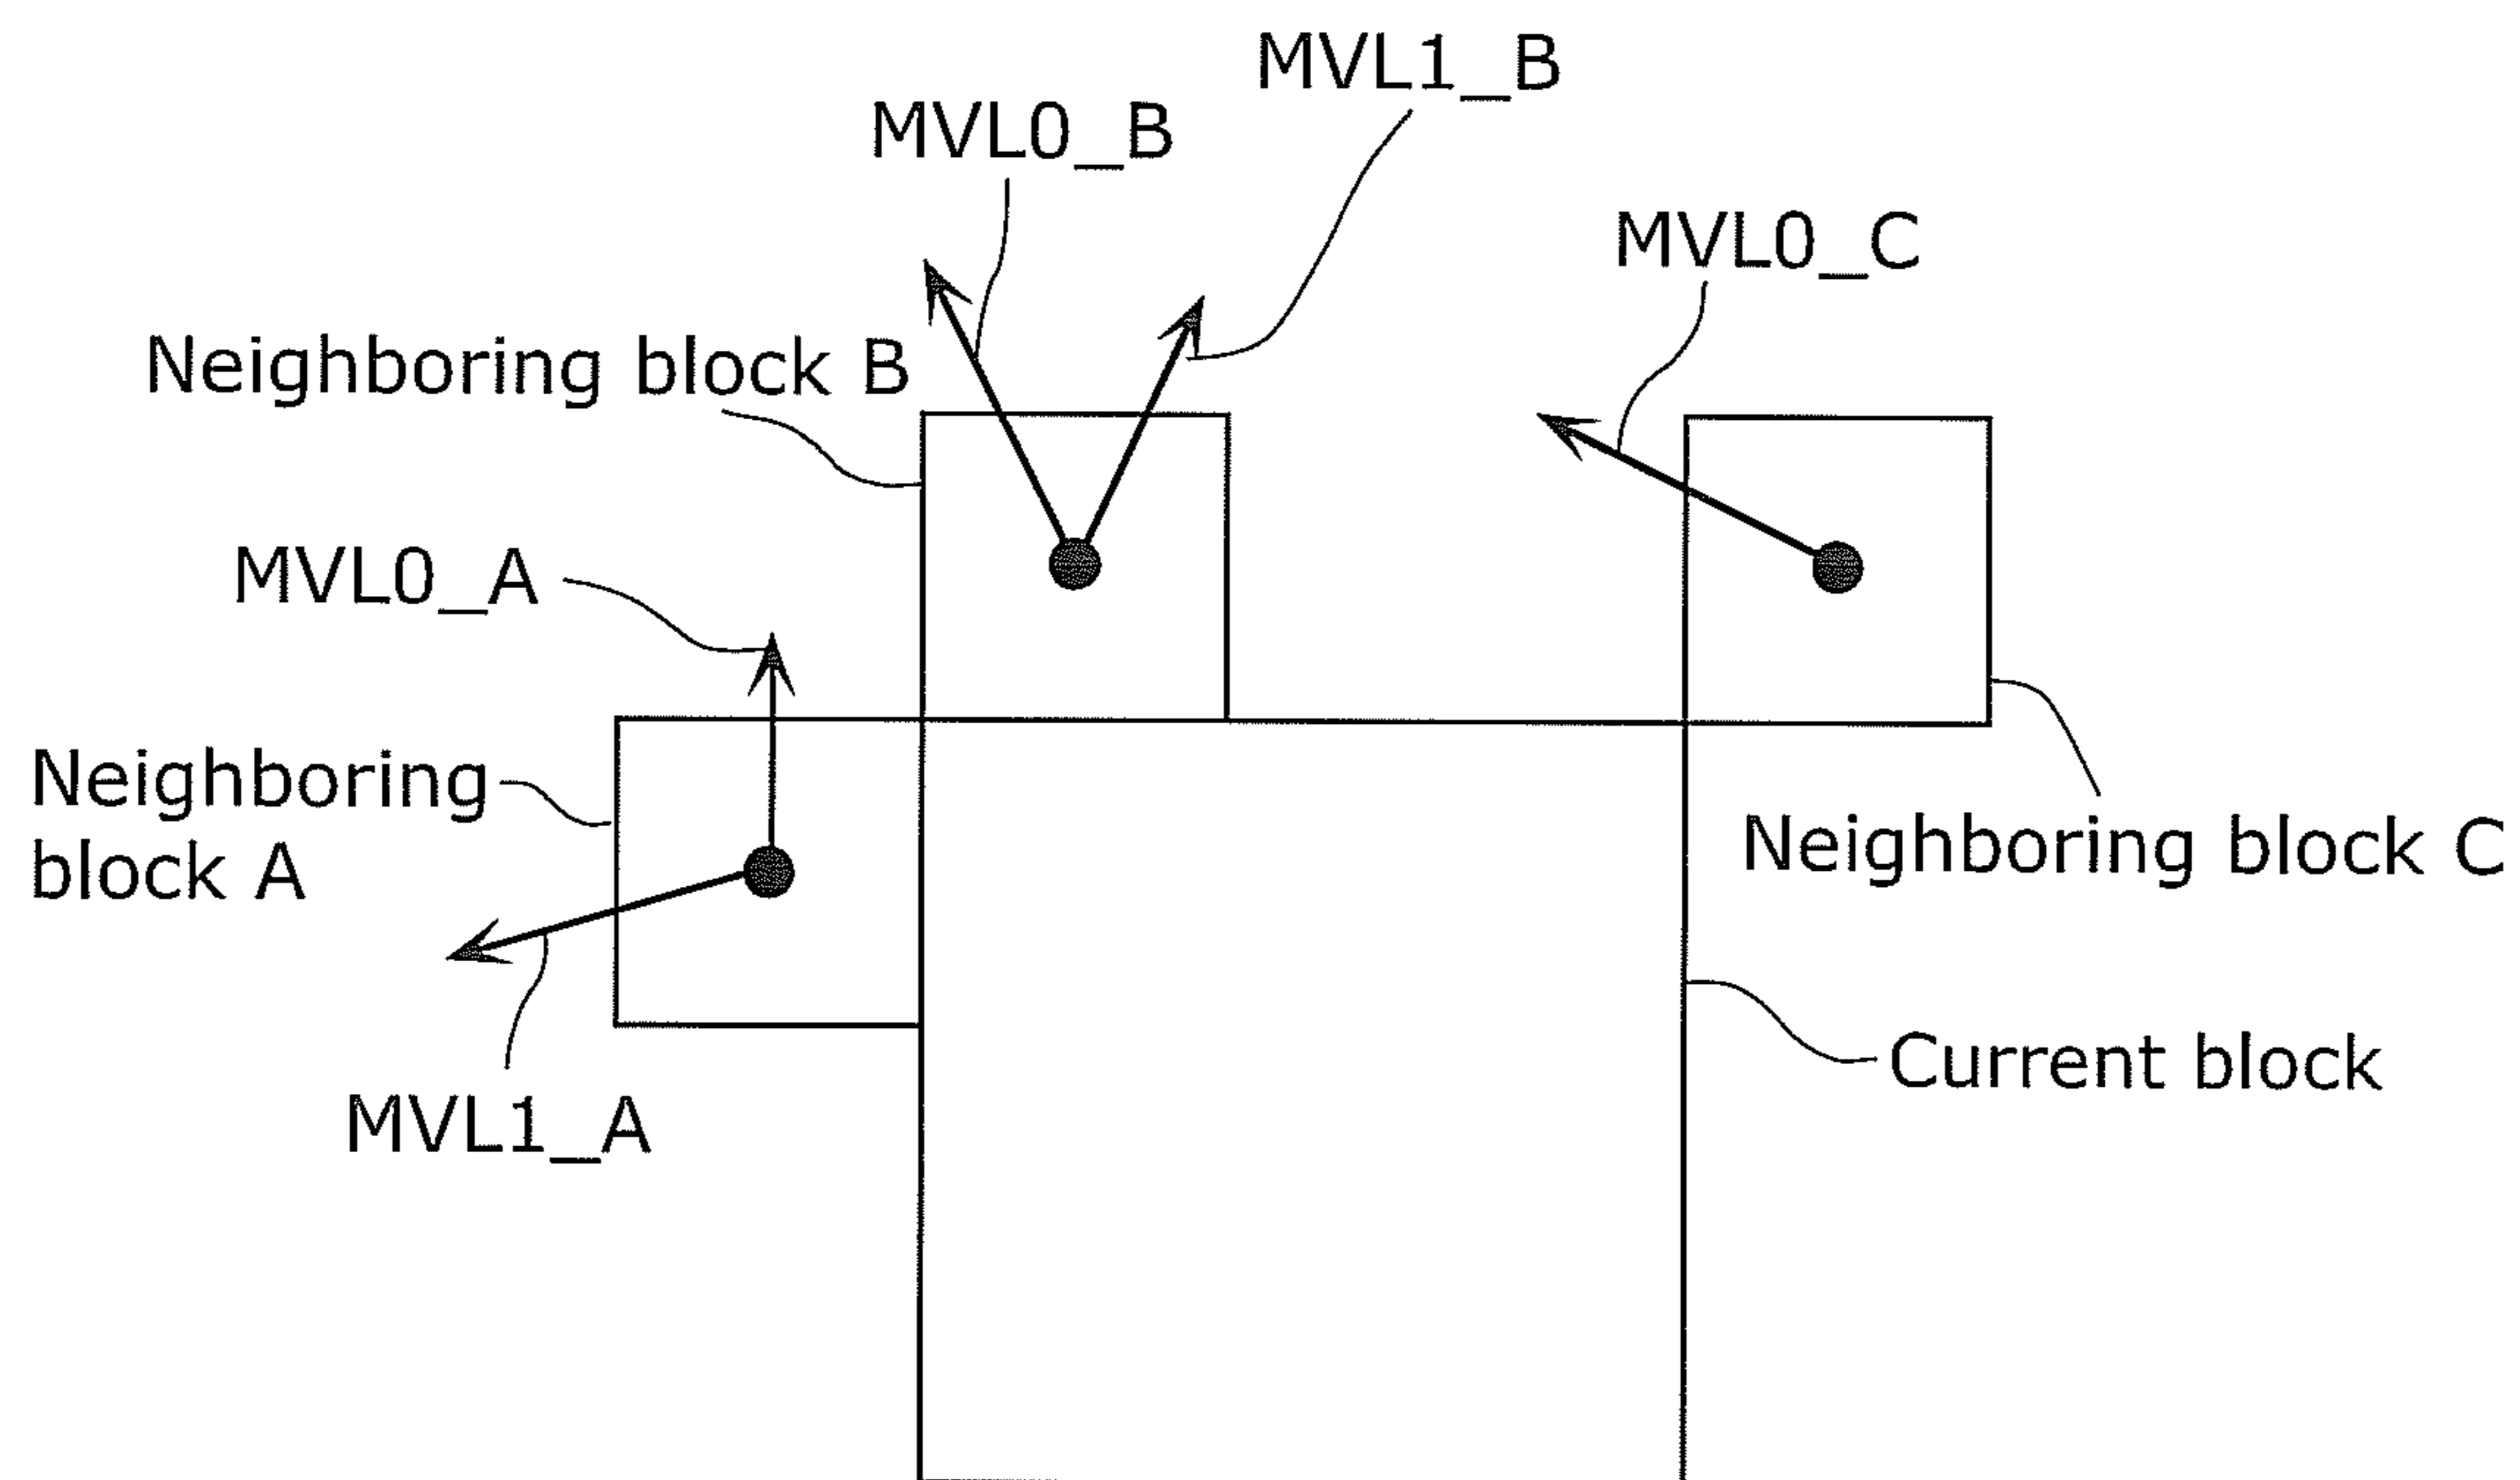 MVL1_B
MVL0_B
MVL0_C
Neighboring block B
MVL0_A
Neighboring
block A
Neighboring block C
Current block
MVL1_A